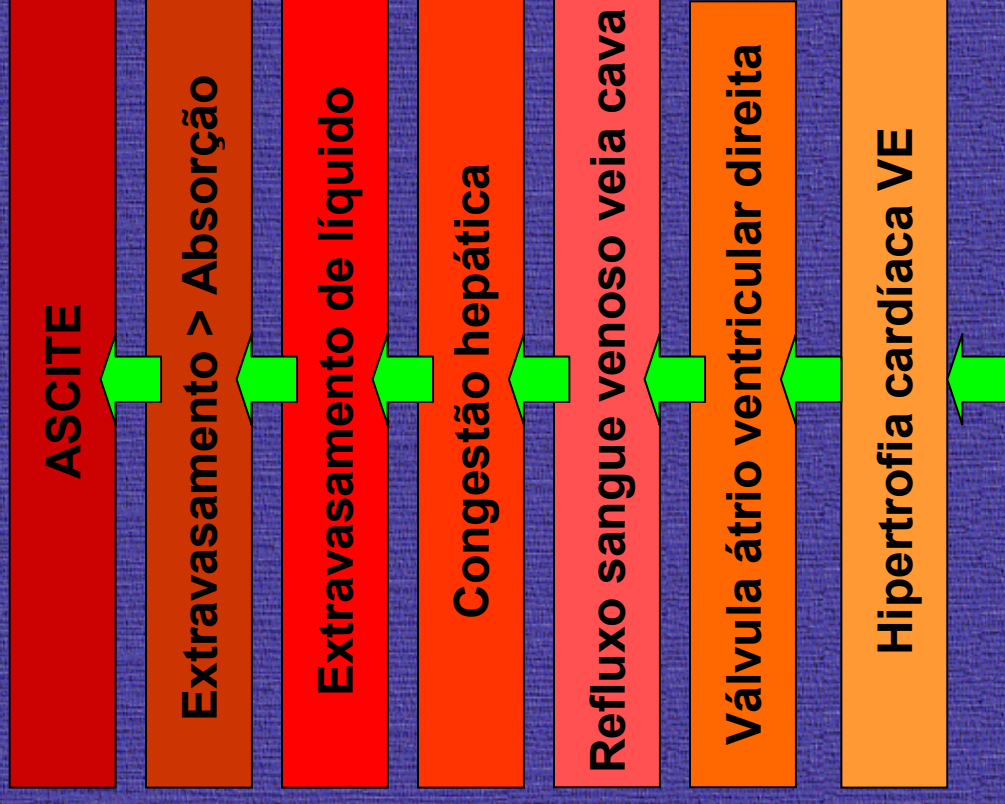 ASCITE
Extravasamento > Absorção
Extravasamento de líquido
Congestão hepática
Refluxo sangue venoso veia cava
Válvula átrio ventricular direita
Hipertrofia cardíaca VE